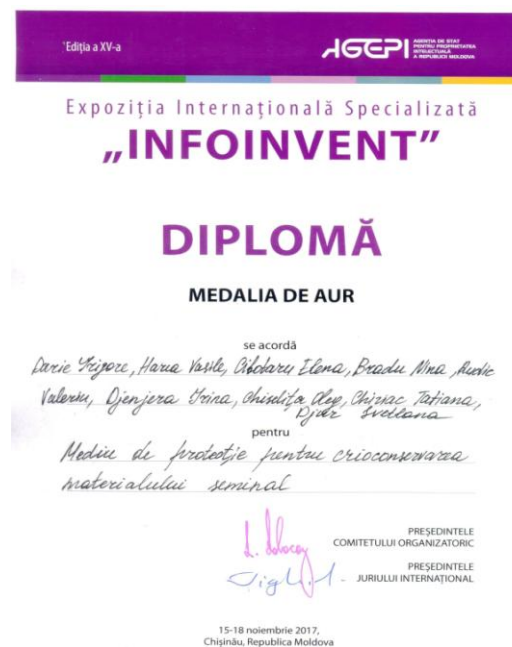 Ediția a XV-a
AGEPI
AGENȚIA DE STAT
PENTRU PROPRIETATEA
INTELECTUALĂ
A REPUBLICII MOLDOVA
Expoziția Internațională Specializată
„INFOINVENT”
DIPLOMĂ
MEDALIA DE AUR
se acordă
Darie Grigore, Harea Vasile, Cibotaru Elena, Bradu Nina,
Valeriu, Djenjera Irina, Chiselița Oleg, Chiriac Tatiana,
Djur Svetlana
pentru
Mediu de protecție pentru crioconservarea
materialului seminal
PREȘEDINTELE
COMITETULUI ORGANIZATORIC
PREȘEDINTELE
JURIULUI INTERNAȚIONAL
15-18 noiembrie 2017,
Chișinău, Republica Moldova